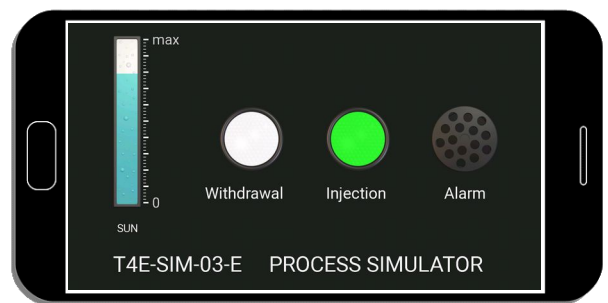 max
Withdrawal Injection Alarm
0
SUN
T4E-SIM-03-E PROCESS SIMULATOR